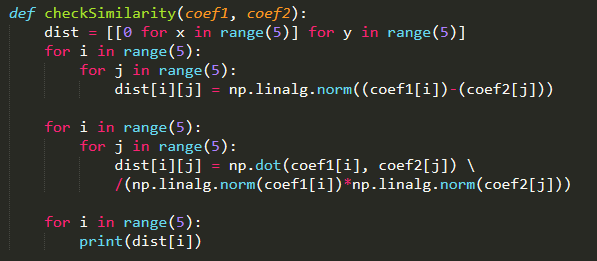 def checkSimilarity(coef1, coef2):
    dist = [[0 for x in range(5)] for y in range(5)]
    for i in range(5):
        for j in range(5):
            dist[i][j] = np.linalg.norm((coef1[i])-(coef2[j]))

    for i in range(5):
        for j in range(5):
            dist[i][j] = np.dot(coef1[i], coef2[j]) \
            /(np.linalg.norm(coef1[i])*np.linalg.norm(coef2[j]))

    for i in range(5):
        print(dist[i])